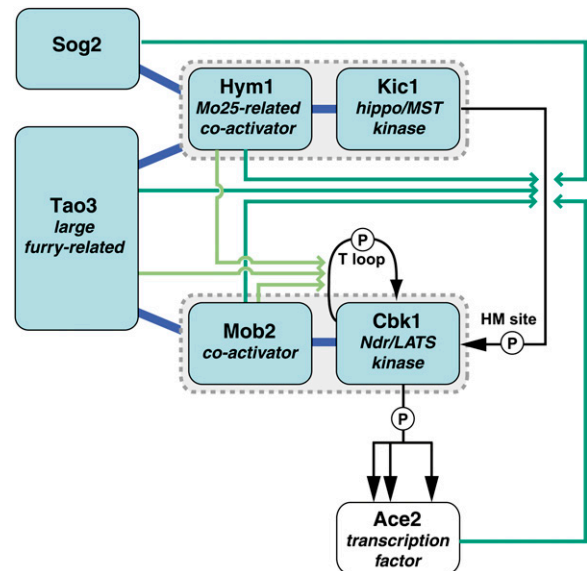 Sog2
Hym1
Mo25-related
co-activator
Kic1
hippo/MST
kinase
Tao3
large
furry-related
P
T loop
Mob2
co-activator
Cbk1
Ndr/LATS
kinase
HM site
P
P
Ace2
transcription
factor